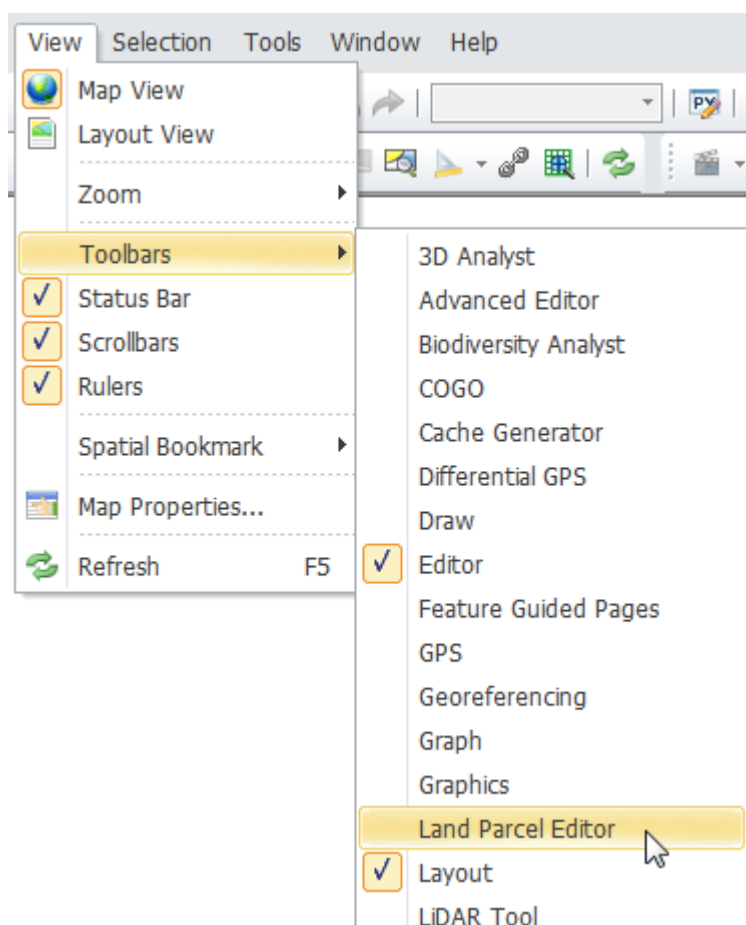 View Selection Tools Window Help
Map View
Layout View
PY
Zoom
Toolbars
3D Analyst
Status Bar
Advanced Editor
Scrollbars
Biodiversity Analyst
Rulers
COGO
Cache Generator
Spatial Bookmark
Differential GPS
Map Properties...
Draw
Refresh F5
Editor
Feature Guided Pages
GPS
Georeferencing
Graph
Graphics
Land Parcel Editor
Layout
LiDAR Tool